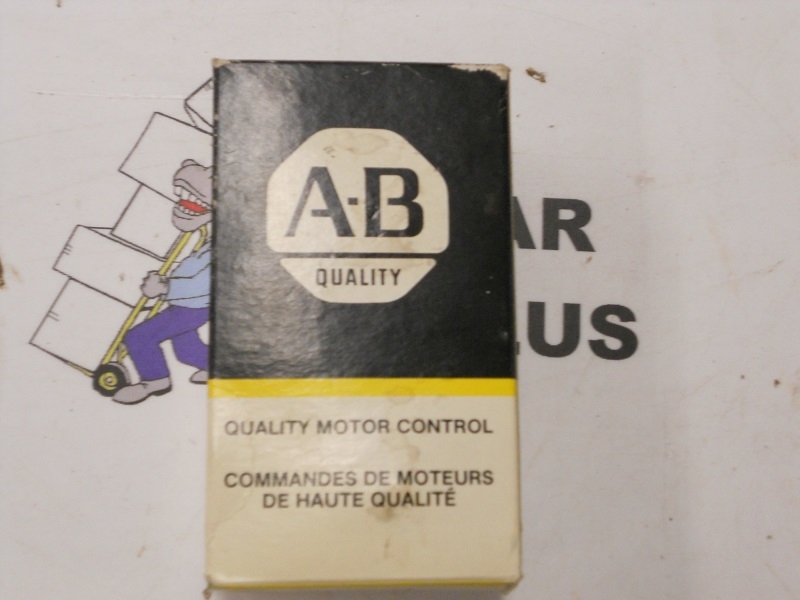 A-B
QUALITY
QUALITY MOTOR CONTROL
COMMANDES DE MOTEURS
DE HAUTE QUALITÉ
AR
LUS